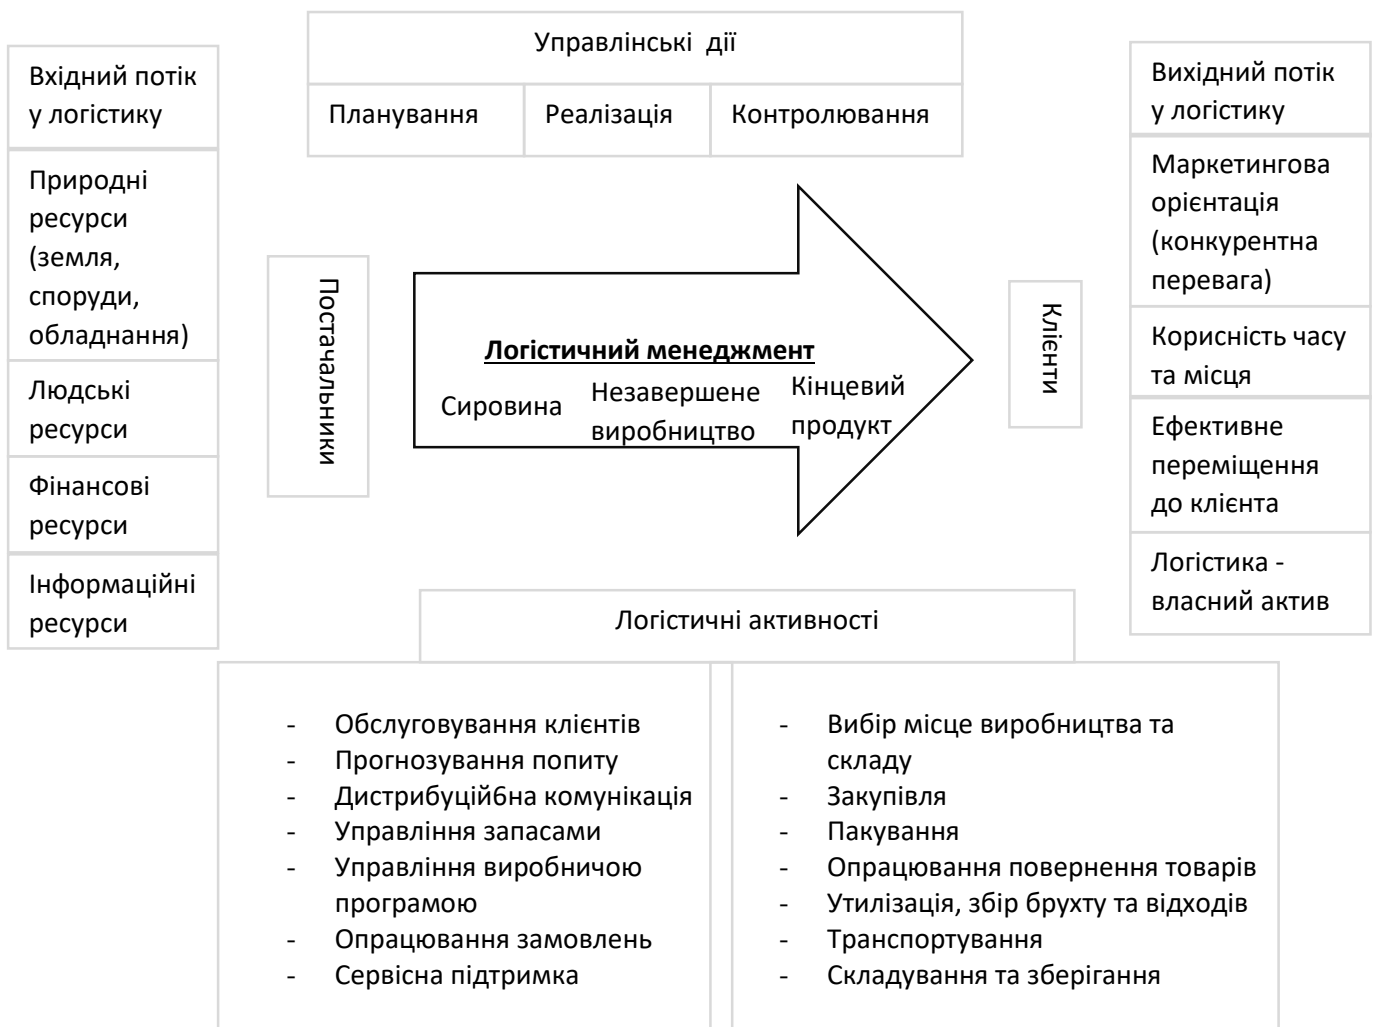 Управлінські дії
Планування
Реалізація
Контролювання
Вхідний потік
у логістику
Природні
ресурси
(земля,
споруди,
обладнання)
Людські
ресурси
Фінансові
ресурси
Інформаційні
ресурси
Постачальники
Логістичний менеджмент
Сировина
Незавершене
виробництво
Кінцевий
продукт
Клієнти
Вихідний потік
у логістику
Маркетингова
орієнтація
(конкурентна
перевага)
Корисність часу
та місця
Ефективне
переміщення
до клієнта
Логістика -
власний актив
Логістичні активності
- Обслуговування клієнтів
- Прогнозування попиту
- Дистрибуцій6на комунікація
- Управління запасами
- Управління виробничою
програмою
- Опрацювання замовлень
- Сервісна підтримка
- Вибір місце виробництва та
складу
- Закупівля
- Пакування
- Опрацювання повернення товарів
- Утилізація, збір брухту та відходів
- Транспортування
- Складування та зберігання